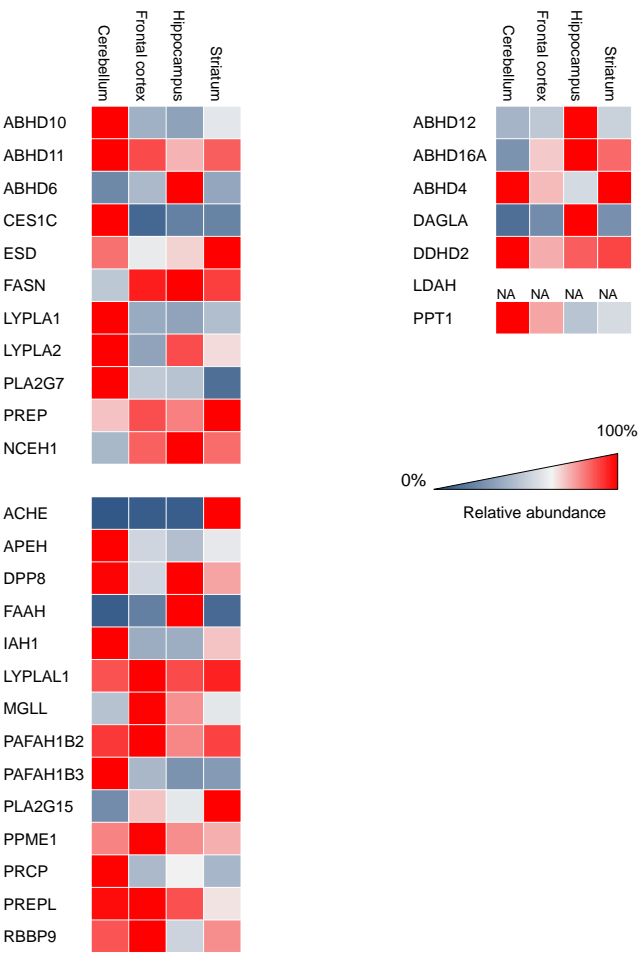 Cerebellum
Frontal cortex
Hippocampus
Striatum
ABHD10
ABHD11
ABHD6
CES1C
ESD
FASN
LYPLA1
LYPLA2
PLA2G7
PREP
NCEH1
ACHE
APEH
DPP8
FAAH
IAH1
LYPLAL1
MGLL
PAFAH1B2
PAFAH1B3
PLA2G15
PPME1
PRCP
PREPL
RBBP9
Cerebellum
Frontal cortex
Hippocampus
Striatum
ABHD12
ABHD16A
ABHD4
DAGLA
DDHD2
LDAH
NA NA NA NA
PPT1
100%
0%
Relative abundance